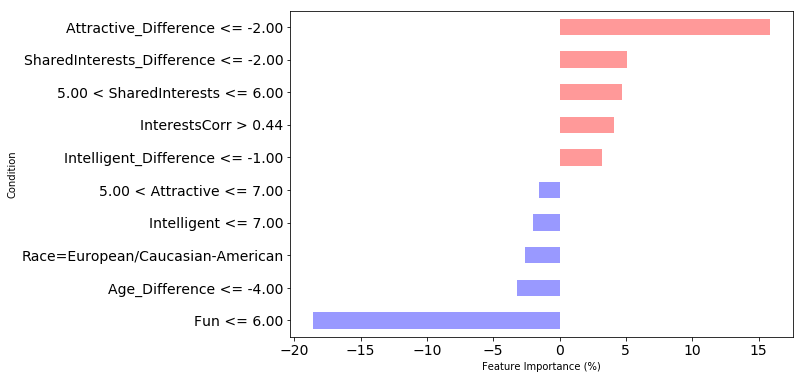 Attractive_Difference <= -2.00
SharedInterests_Difference <= -2.00
5.00 < SharedInterests <= 6.00
InterestsCorr > 0.44
Intelligent_Difference <= -1.00
5.00 < Attractive <= 7.00
Intelligent <= 7.00
Race=European/Caucasian-American
Age_Difference <= -4.00
Fun <= 6.00
Condition
−20 −15 −10 −5 0 5 10 15
Feature Importance (%)